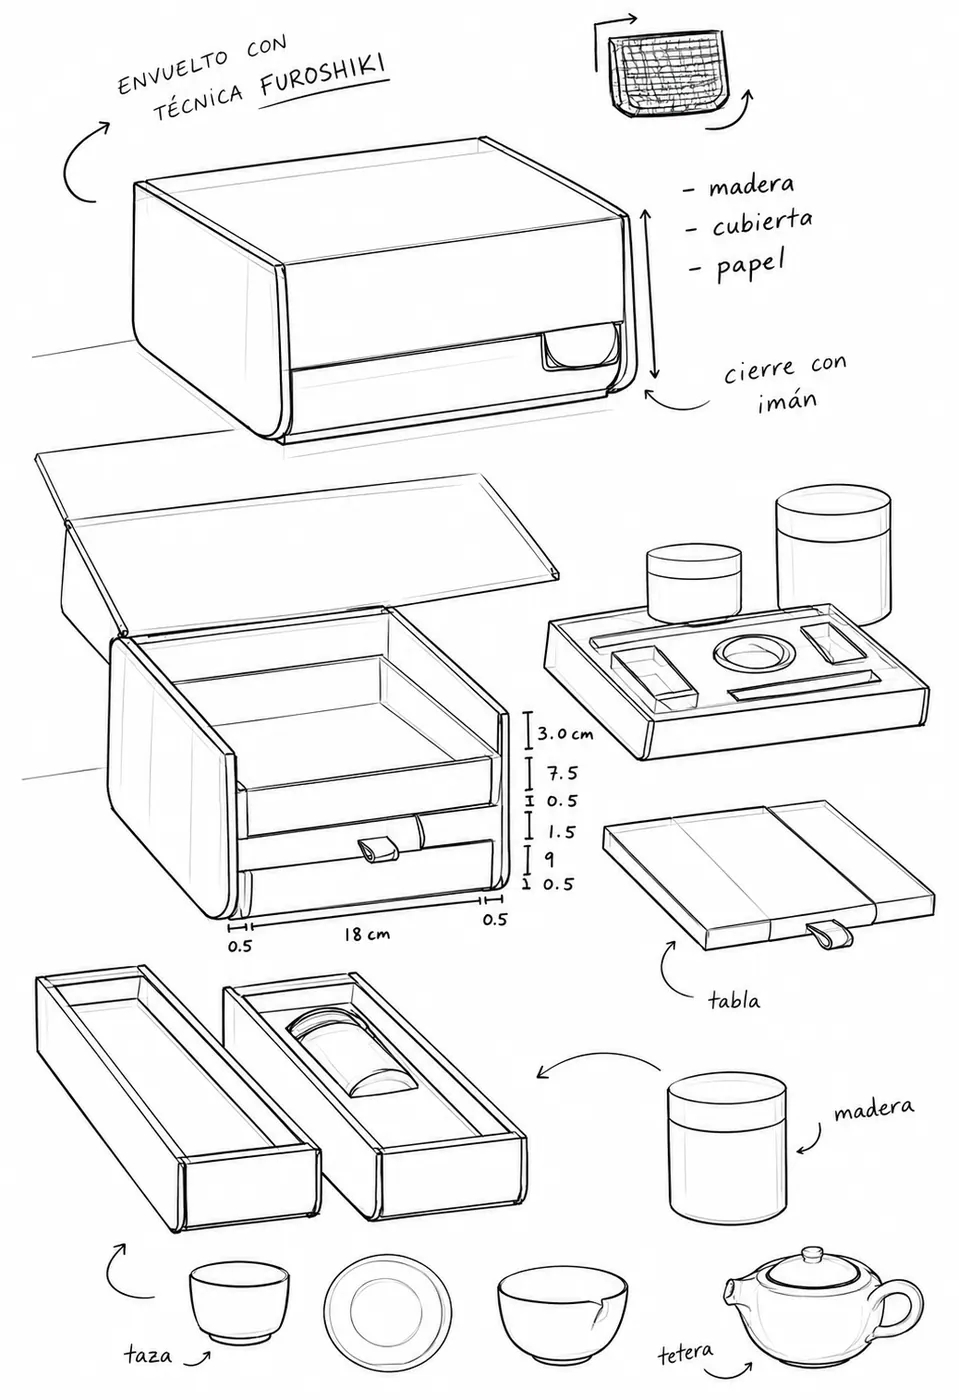 ENVUELTO CON
TÉCNICA FUROSHIKI
- madera
- cubierta
- papel
cierre con
imán
3.0 cm
7.5
0.5
1.5
9
0.5
0.5
18 cm
0.5
tabla
madera
taza
tetera